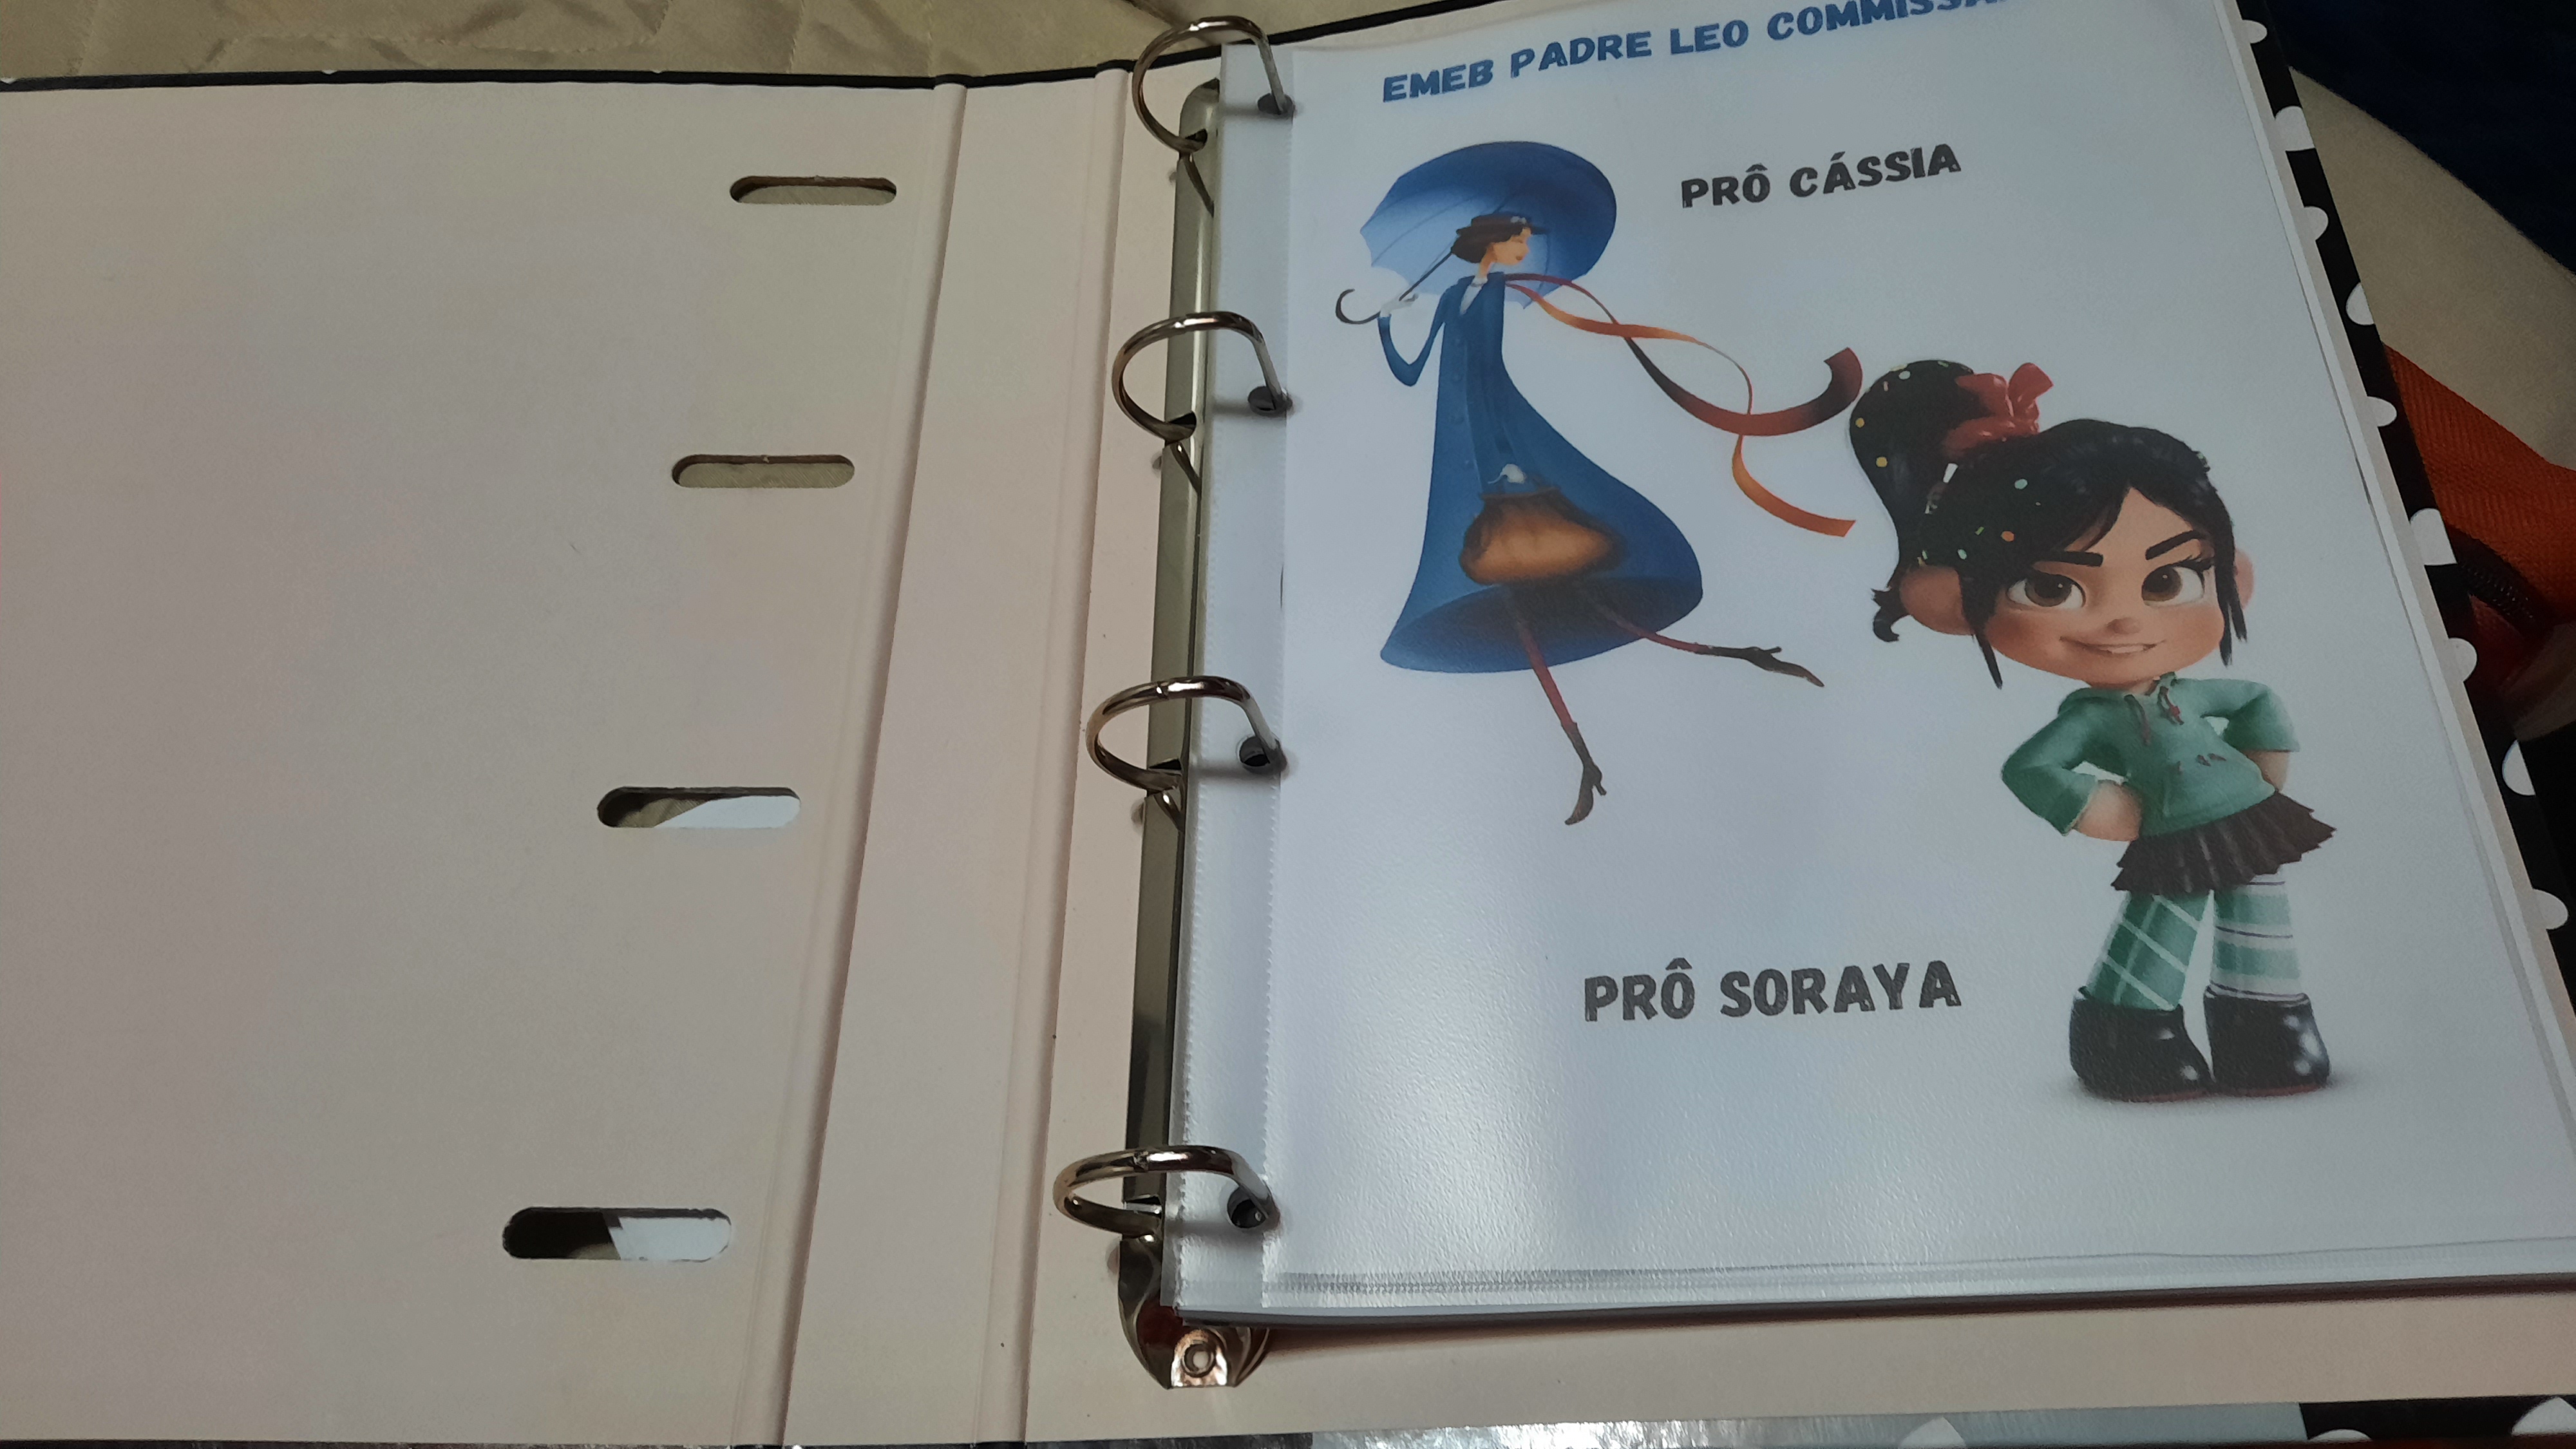 EMEB PADRE LEO
PRÔ CÁSSIA
PRÔ SORAYA